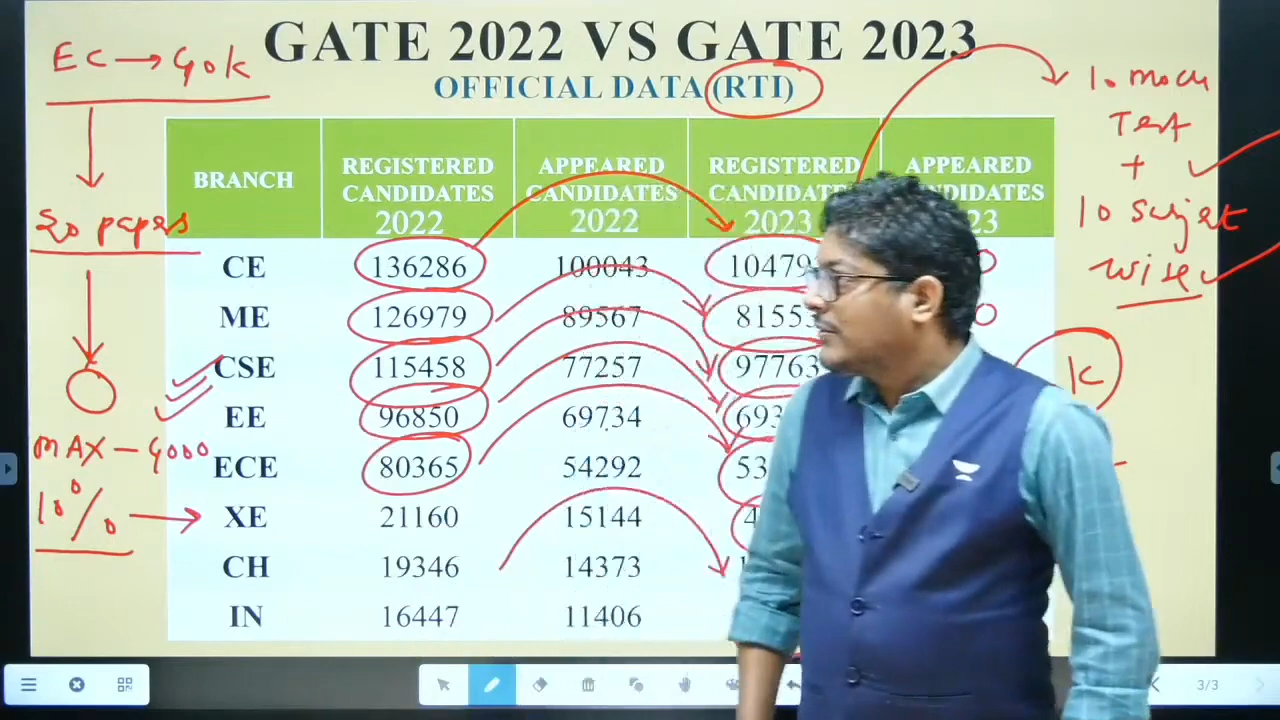 GATE 2022 VS GATE 2023
OFFICIAL DATA (RTI)
EC → 40k
20 papers
MAX - 4000
10%
10 mock
Test
+
10 Subject
wise
K
BRANCH REGISTERED CANDIDATES 2022 APPEARED CANDIDATES 2022 REGISTERED 2023 APPEARED
CE 136286 100043
ME 126979 89567
CSE 115458 77257 97763
EE 96850 69734
ECE 80365 54292
XE 21160 15144
CH 19346 14373
IN 16447 11406
3/3